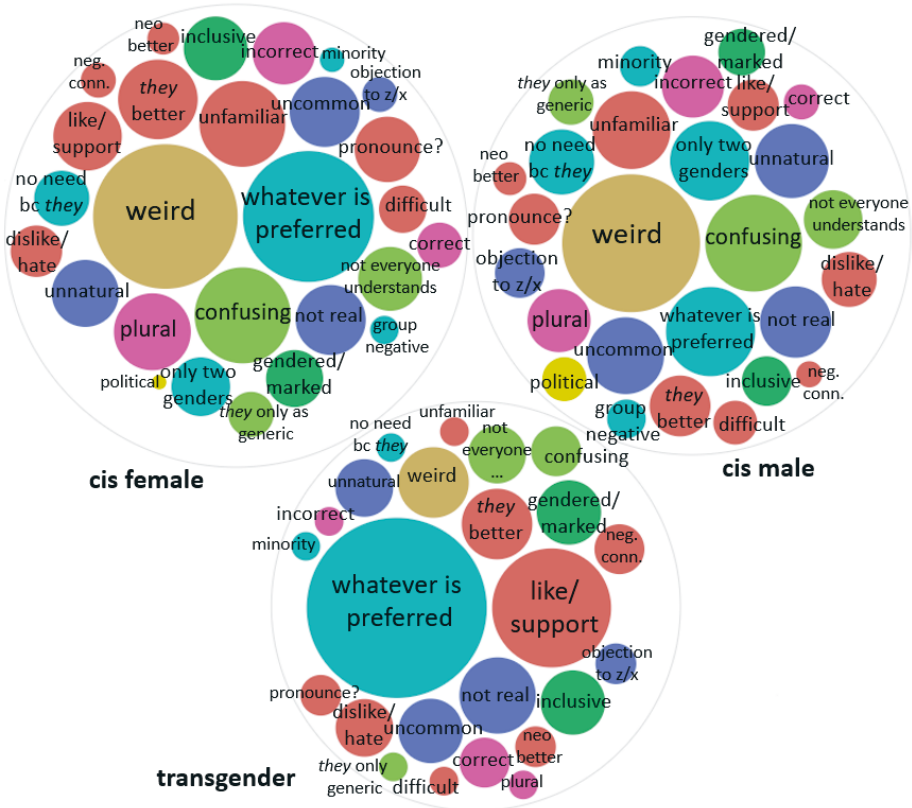 neo
better
inclusive
incorrect
minority
neg.
conn.
they
better
unfamiliar
uncommon
objection
to z/x
like/
support
pronounce?
no need
bc they
weird
whatever is
preferred
difficult
dislike/
hate
correct
unnatural
not everyone
understands
plural
confusing
not real
group
negative
political
only two
genders
gendered/
marked
they only as
generic
cis female
gendered/
marked
minority
incorrect
like/
support
correct
they only as
generic
unfamiliar
no need
bc they
only two
genders
unnatural
neo
better
pronounce?
weird
confusing
not everyone
understands
objection
to z/x
dislike/
hate
plural
uncommon
whatever is
preferred
not real
political
group
negative
they
better
inclusive
neg.
conn.
difficult
cis male
unfamiliar
no need
bc they
not
everyone
...
confusing
unnatural
weird
incorrect
they
better
gendered/
marked
minority
neg.
conn.
whatever is
preferred
like/
support
objection
to z/x
pronounce?
not real
inclusive
dislike/
hate
uncommon
neo
better
correct
they only
generic
difficult
plural
transgender